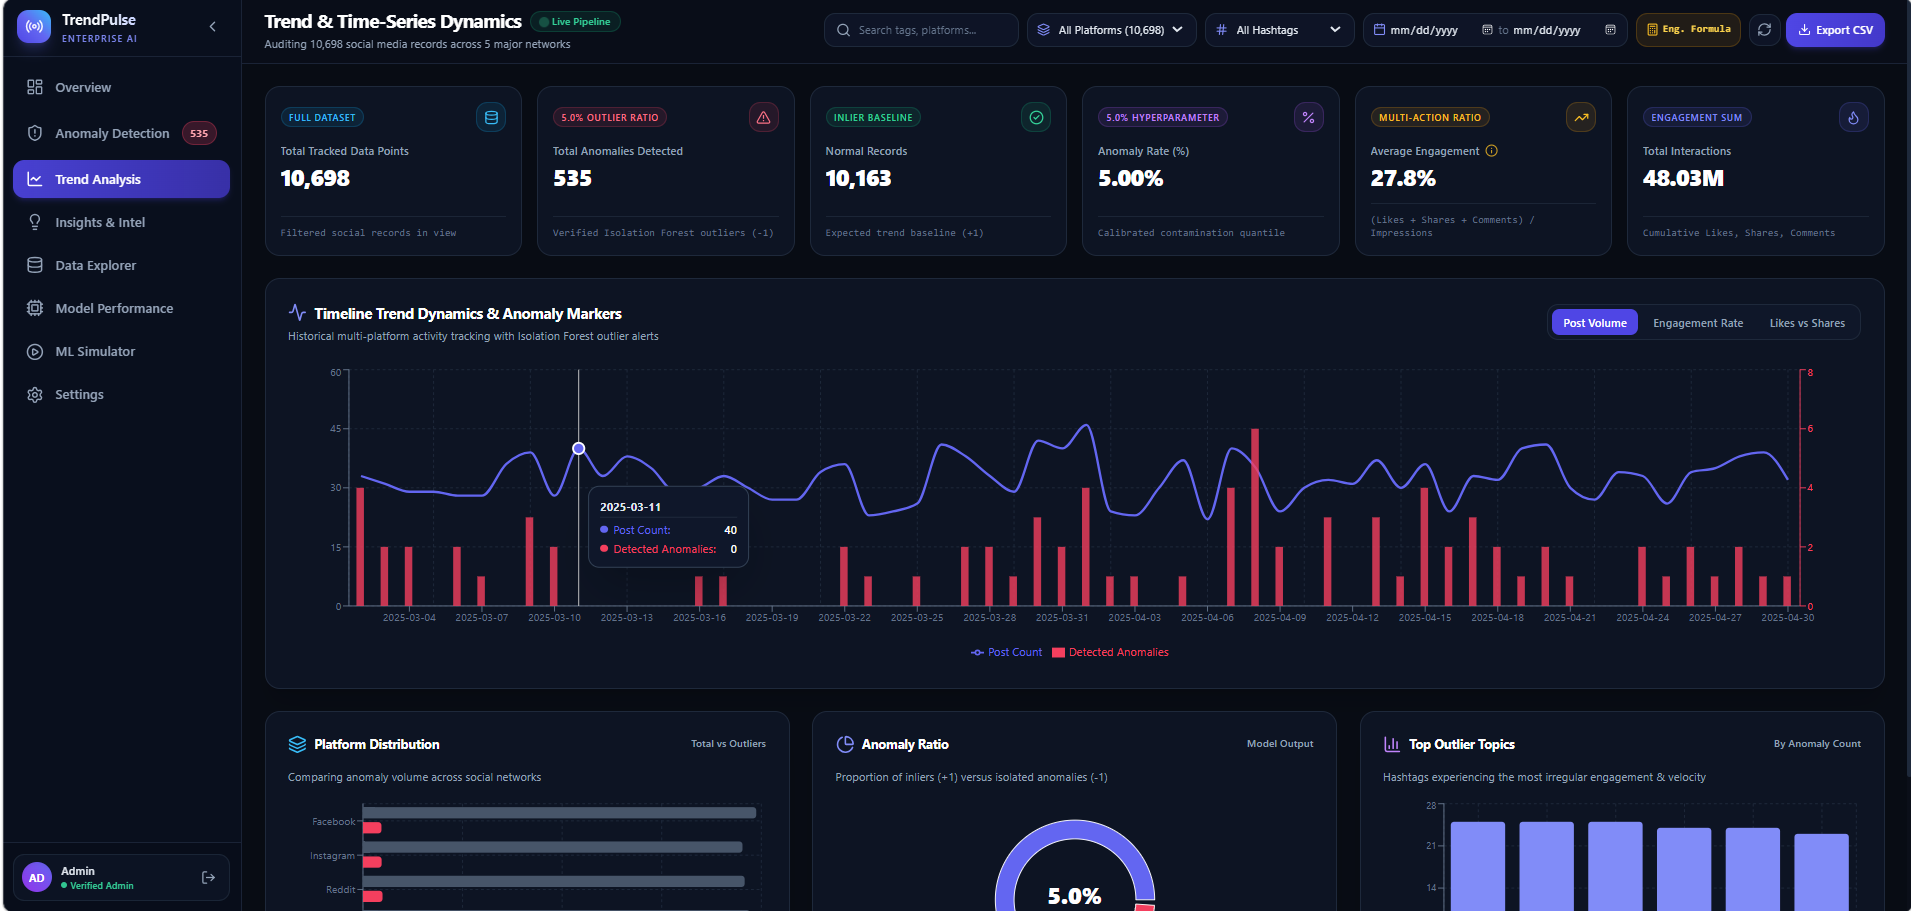 TrendPulse
ENTERPRISE AI
Overview
Anomaly Detection 535
Trend Analysis
Insights & Intel
Data Explorer
Model Performance
ML Simulator
Settings
AD
Admin
Verified Admin
Trend & Time-Series Dynamics
Live Pipeline
Auditing 10,698 social media records across 5 major networks
Search tags, platforms...
All Platforms (10,698)
All Hashtags
mm/dd/yyyy to mm/dd/yyyy
Eng. Formula
Export CSV
FULL DATASET
Total Tracked Data Points
10,698
Filtered social records in view
5.0% OUTLIER RATIO
Total Anomalies Detected
535
Verified Isolation Forest outliers (-1)
INLIER BASELINE
Normal Records
10,163
Expected trend baseline (+1)
5.0% HYPERPARAMETER
Anomaly Rate (%)
5.00%
Calibrated contamination quantile
MULTI-ACTION RATIO
Average Engagement
27.8%
(Likes + Shares + Comments) /
Impressions
ENGAGEMENT SUM
Total Interactions
48.03M
Cumulative Likes, Shares, Comments
Timeline Trend Dynamics & Anomaly Markers
Historical multi-platform activity tracking with Isolation Forest outlier alerts
Post Volume
Engagement Rate
Likes vs Shares
60
45
30
15
0
8
6
4
2
0
2025-03-11
Post Count: 40
Detected Anomalies: 0
2025-03-04 2025-03-07 2025-03-10 2025-03-13 2025-03-16 2025-03-19 2025-03-22 2025-03-25 2025-03-28 2025-03-31 2025-04-03 2025-04-06 2025-04-09 2025-04-12 2025-04-15 2025-04-18 2025-04-21 2025-04-24 2025-04-27 2025-04-30
Post Count Detected Anomalies
Platform Distribution
Total vs Outliers
Comparing anomaly volume across social networks
Facebook
Instagram
Reddit
Anomaly Ratio
Model Output
Proportion of inliers (+1) versus isolated anomalies (-1)
5.0%
Top Outlier Topics
By Anomaly Count
Hashtags experiencing the most irregular engagement & velocity
28
21
14